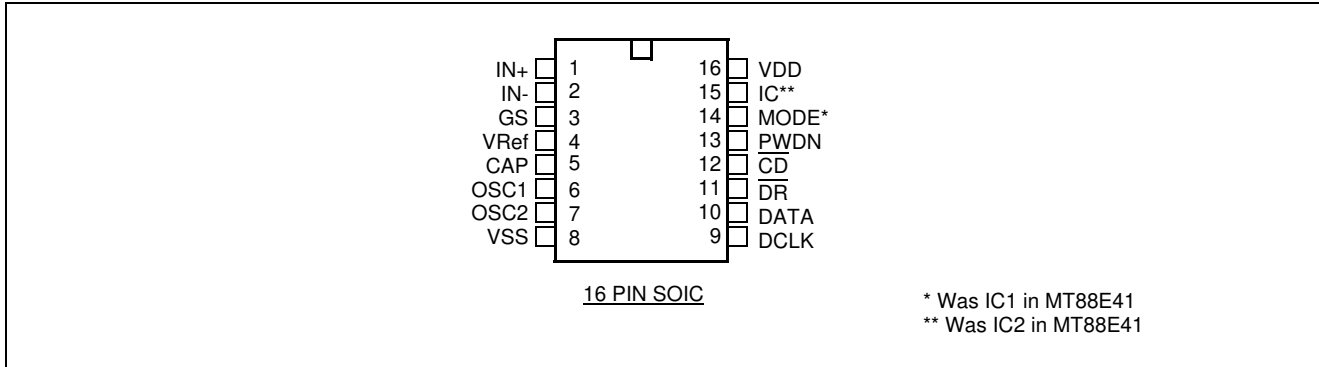 IN+ 1 16 VDD
IN- 2 15 IC**
GS 3 14 MODE*
VRef 4 13 PWDN
CAP 5 12 C̅D̅
OSC1 6 11 D̅R̅
OSC2 7 10 DATA
VSS 8 9 DCLK
16 PIN SOIC
* Was IC1 in MT88E41
** Was IC2 in MT88E41